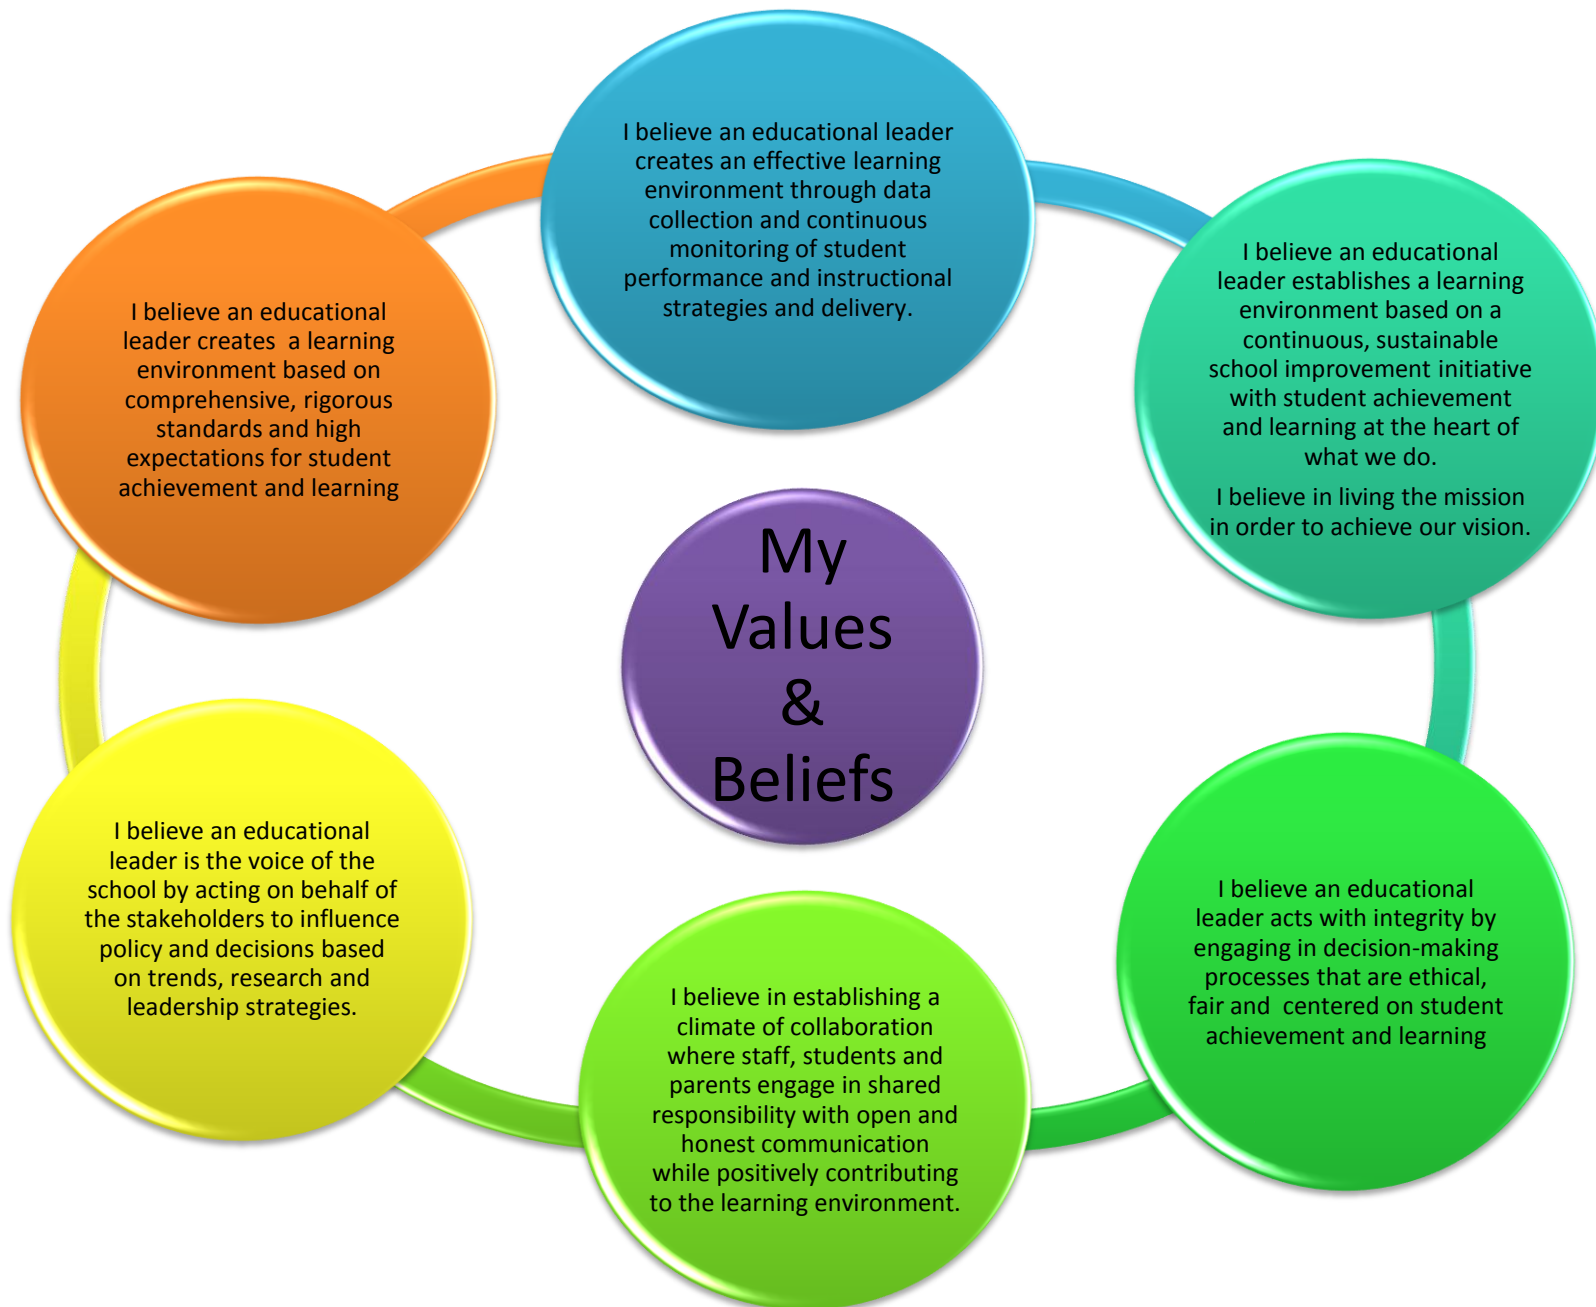 I believe an educational leader
creates an effective learning
environment through data
collection and continuous
monitoring of student
performance and instructional
strategies and delivery.
I believe an educational
leader establishes a learning
environment based on a
continuous, sustainable
school improvement initiative
with student achievement
and learning at the heart of
what we do.
I believe in living the mission
in order to achieve our vision.
I believe an educational
leader acts with integrity by
engaging in decision-making
processes that are ethical,
fair and  centered on student
achievement and learning
I believe in establishing a
climate of collaboration
where staff, students and
parents engage in shared
responsibility with open and
honest communication
while positively contributing
to the learning environment.
I believe an educational
leader is the voice of the
school by acting on behalf of
the stakeholders to influence
policy and decisions based
on trends, research and
leadership strategies.
I believe an educational
leader creates  a learning
environment based on
comprehensive, rigorous
standards and high
expectations for student
achievement and learning
My
Values
&
Beliefs